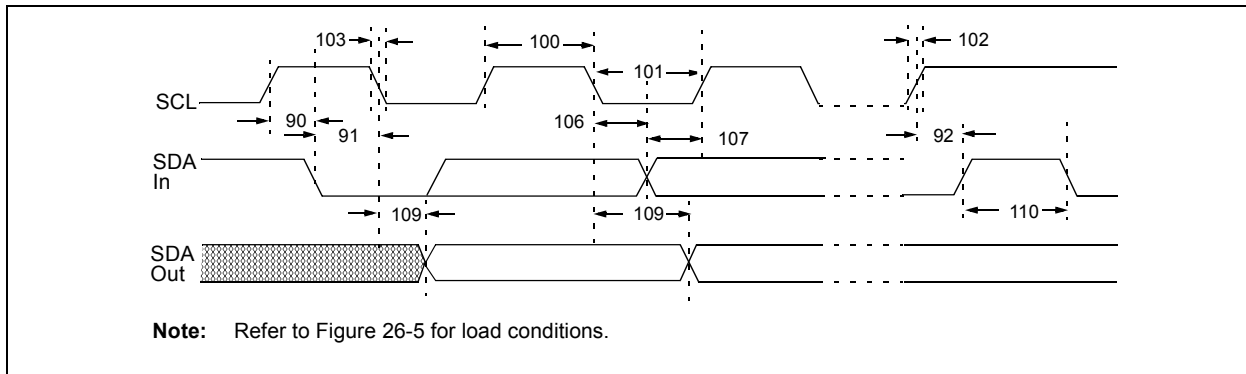 103
100
102
101
SCL
90
91
106
107
92
SDA
In
109
109
110
SDA
Out
Note: Refer to Figure 26-5 for load conditions.